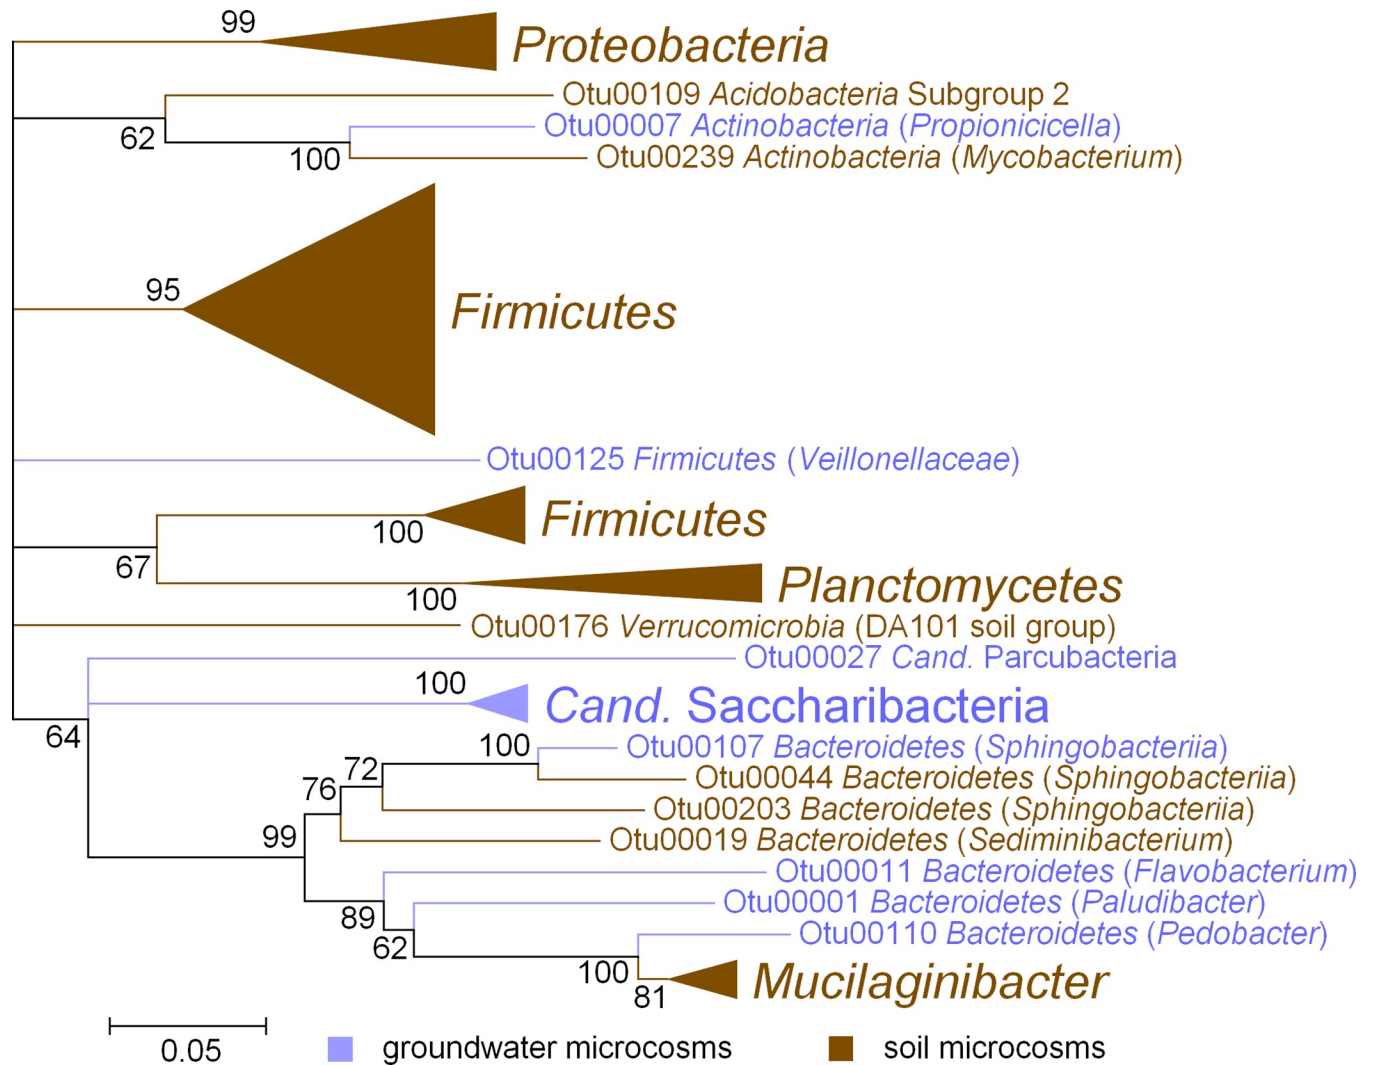 99
Proteobacteria
Otu00109 Acidobacteria Subgroup 2
62
Otu00007 Actinobacteria (Propionicicella)
100
Otu00239 Actinobacteria (Mycobacterium)
95
Firmicutes
Otu00125 Firmicutes (Veillonellaceae)
Firmicutes
100
67
Planctomycetes
100
Otu00176 Verrucomicrobia (DA101 soil group)
Otu00027 Cand. Parcubacteria
100
Cand. Saccharibacteria
64
100
Otu00107 Bacteroidetes (Sphingobacteriia)
72
Otu00044 Bacteroidetes (Sphingobacteriia)
76
Otu00203 Bacteroidetes (Sphingobacteriia)
99
Otu00019 Bacteroidetes (Sediminibacterium)
Otu00011 Bacteroidetes (Flavobacterium)
89
Otu00001 Bacteroidetes (Paludibacter)
62
Otu00110 Bacteroidetes (Pedobacter)
100
Mucilaginibacter
81
0.05
groundwater microcosms
soil microcosms